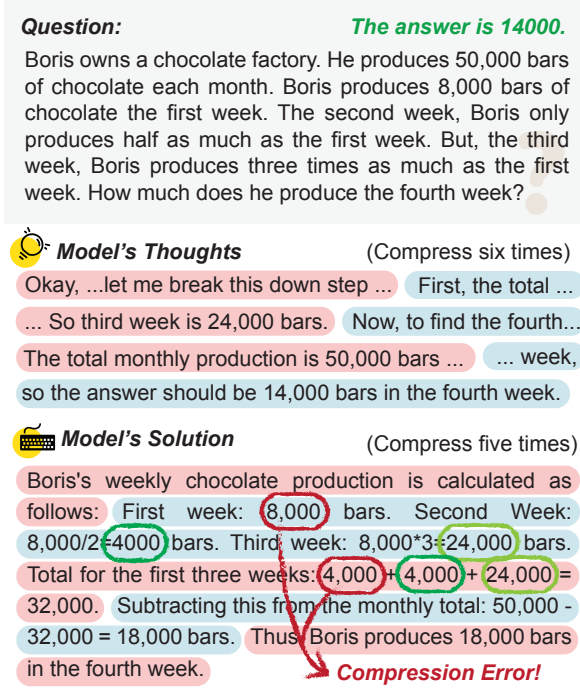 Question: The answer is 14000.
Boris owns a chocolate factory. He produces 50,000 bars
of chocolate each month. Boris produces 8,000 bars of
chocolate the first week. The second week, Boris only
produces half as much as the first week. But, the third
week, Boris produces three times as much as the first
week. How much does he produce the fourth week?
?
Model's Thoughts (Compress six times)
Okay, ...let me break this down step ... First, the total ...
... So third week is 24,000 bars. Now, to find the fourth...
The total monthly production is 50,000 bars ... ... week,
so the answer should be 14,000 bars in the fourth week.
Model's Solution (Compress five times)
Boris's weekly chocolate production is calculated as
follows: First week: 8,000 bars. Second Week:
8,000/2=4000 bars. Third week: 8,000*3=24,000 bars.
Total for the first three weeks: 4,000 + 4,000 + 24,000 =
32,000. Subtracting this from the monthly total: 50,000 -
32,000 = 18,000 bars. Thus, Boris produces 18,000 bars
in the fourth week. Compression Error!